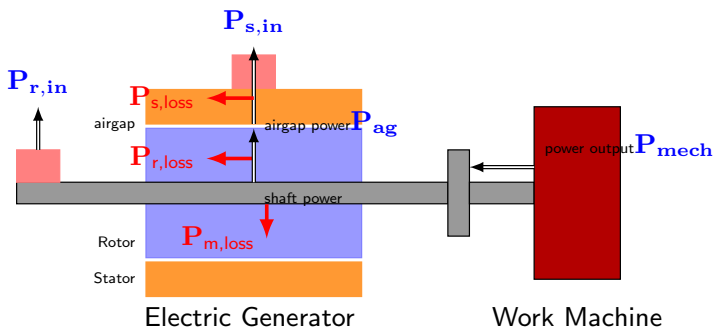 P_s,in
P_r,in
P_s,loss
airgap
airgap power P_ag
P_r,loss
power output P_mech
shaft power
P_m,loss
Rotor
Stator
Electric Generator
Work Machine